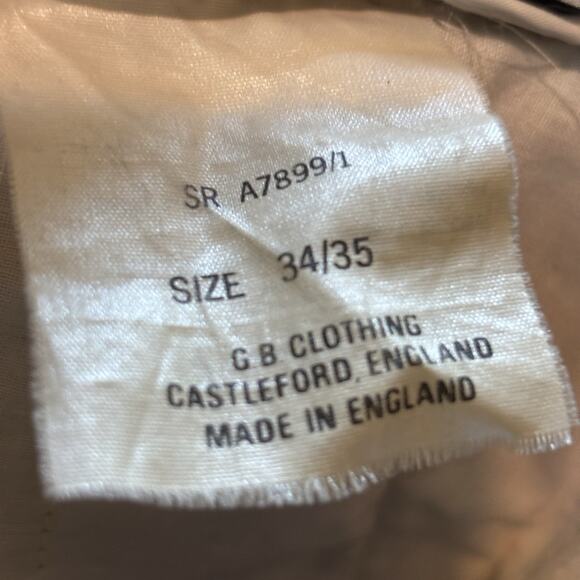 SR A7899/1
SIZE 34/35
G.B. CLOTHING
CASTLEFORD, ENGLAND
MADE IN ENGLAND